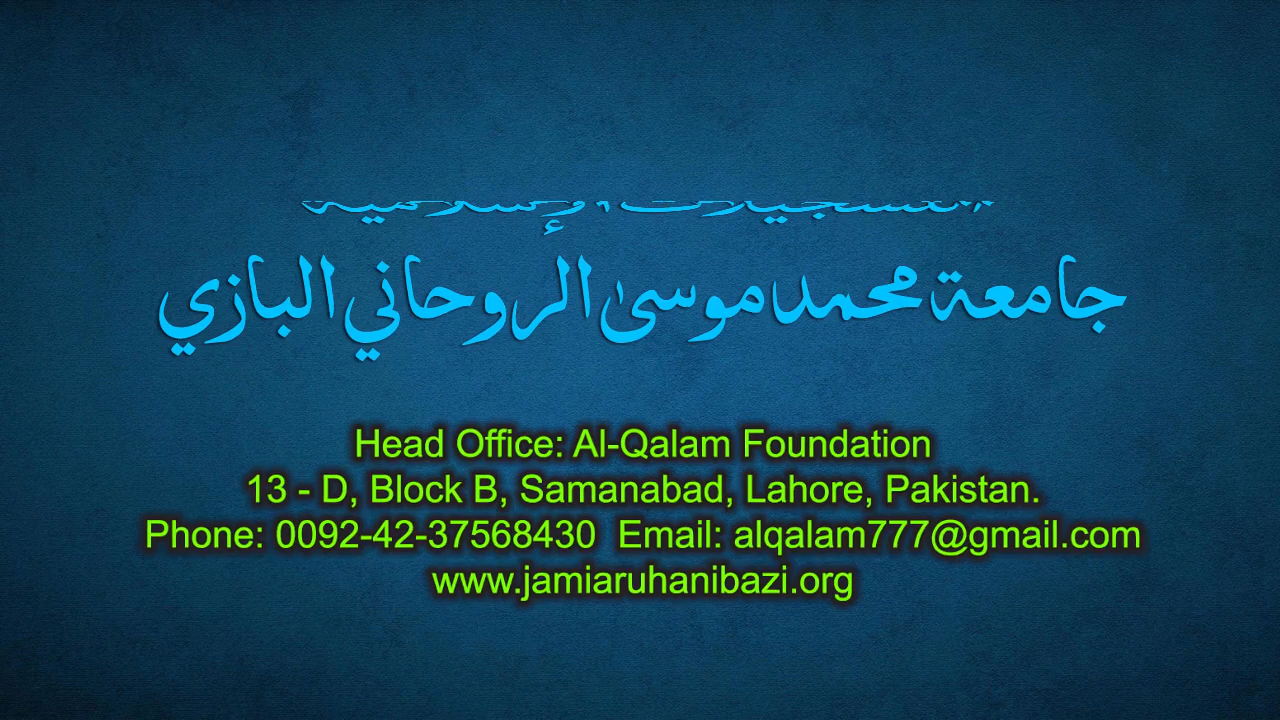 جامعة محمد موسىٰ الروحاني البازي
Head Office: Al-Qalam Foundation
13 - D, Block B, Samanabad, Lahore, Pakistan.
Phone: 0092-42-37568430 Email: alqalam777@gmail.com
www.jamiaruhanibazi.org